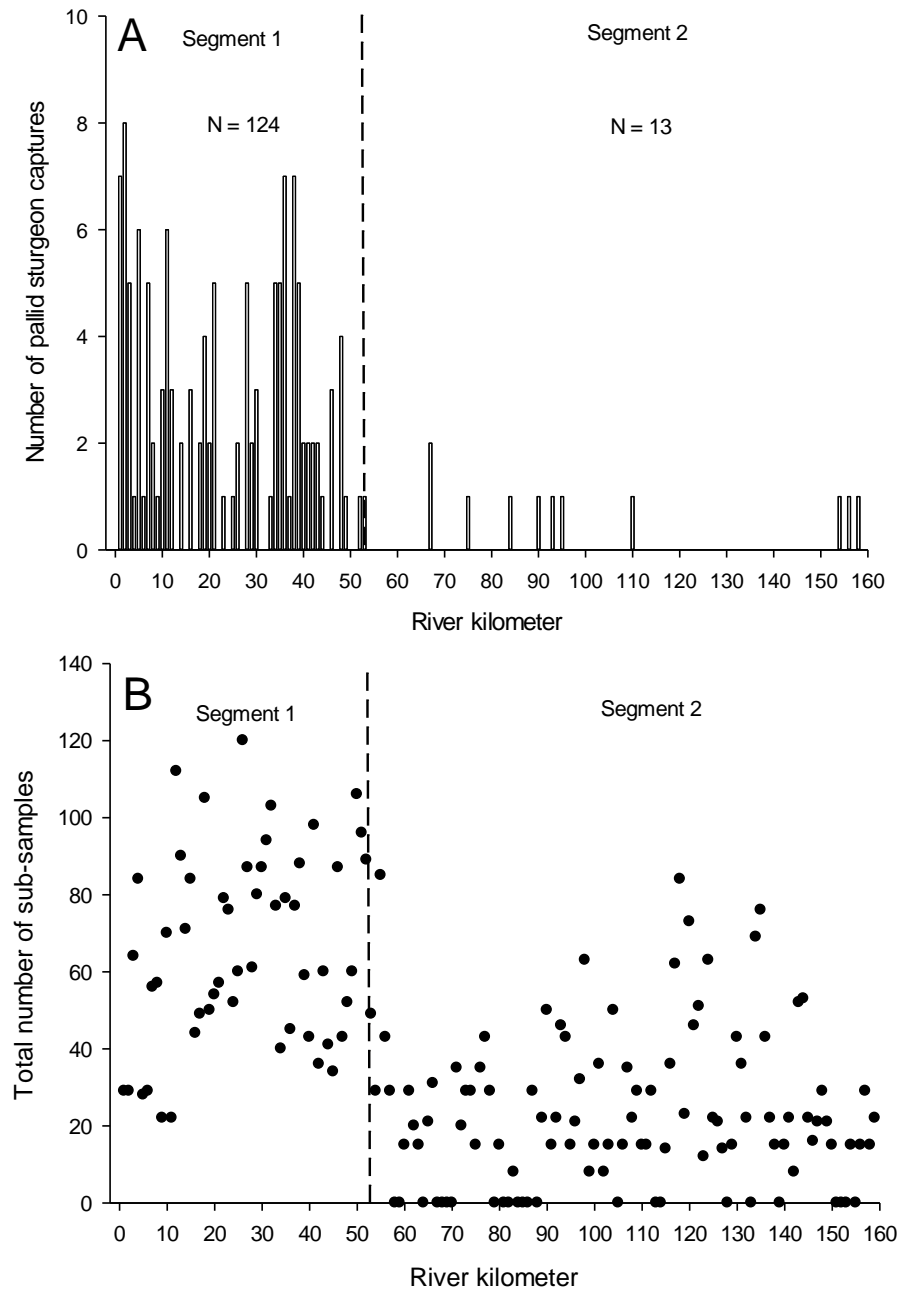 A
Segment 1
Segment 2
N = 124
N = 13
Number of pallid sturgeon captures
10
8
6
4
2
0
0 10 20 30 40 50 60 70 80 90 100 110 120 130 140 150 160
River kilometer
B
Segment 1
Segment 2
Total number of sub-samples
140
120
100
80
60
40
20
0
0 10 20 30 40 50 60 70 80 90 100 110 120 130 140 150 160
River kilometer